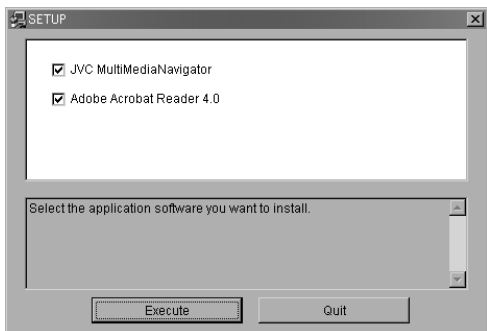 SETUP
JVC MultiMediaNavigator
Adobe Acrobat Reader 4.0
Select the application software you want to install.
Execute
Quit